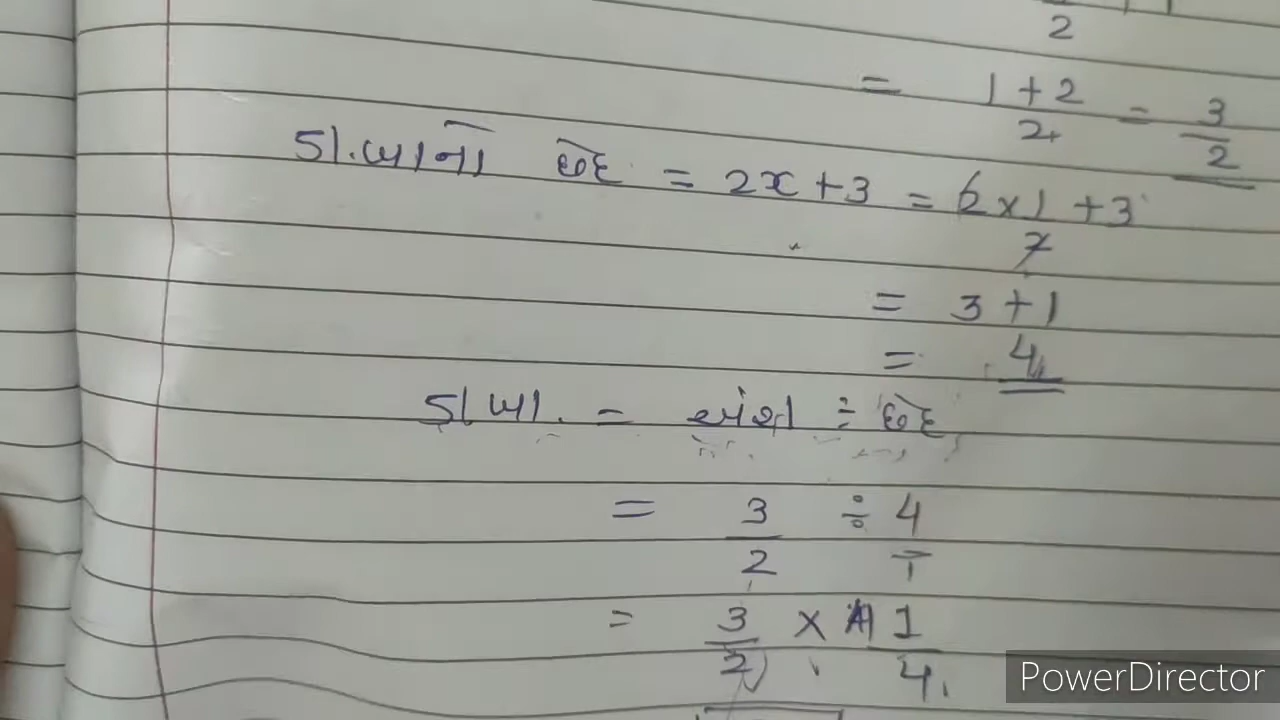 2
= 1+2/2 = 3/2
ડા.બાનો છેદ = 2x+3 = 2×1/2 +3
= 3+1
= 4
ડાબા. = અંશ ÷ છેદ
= 3/2 ÷ 4/1
= 3/2 × 1/4
PowerDirector